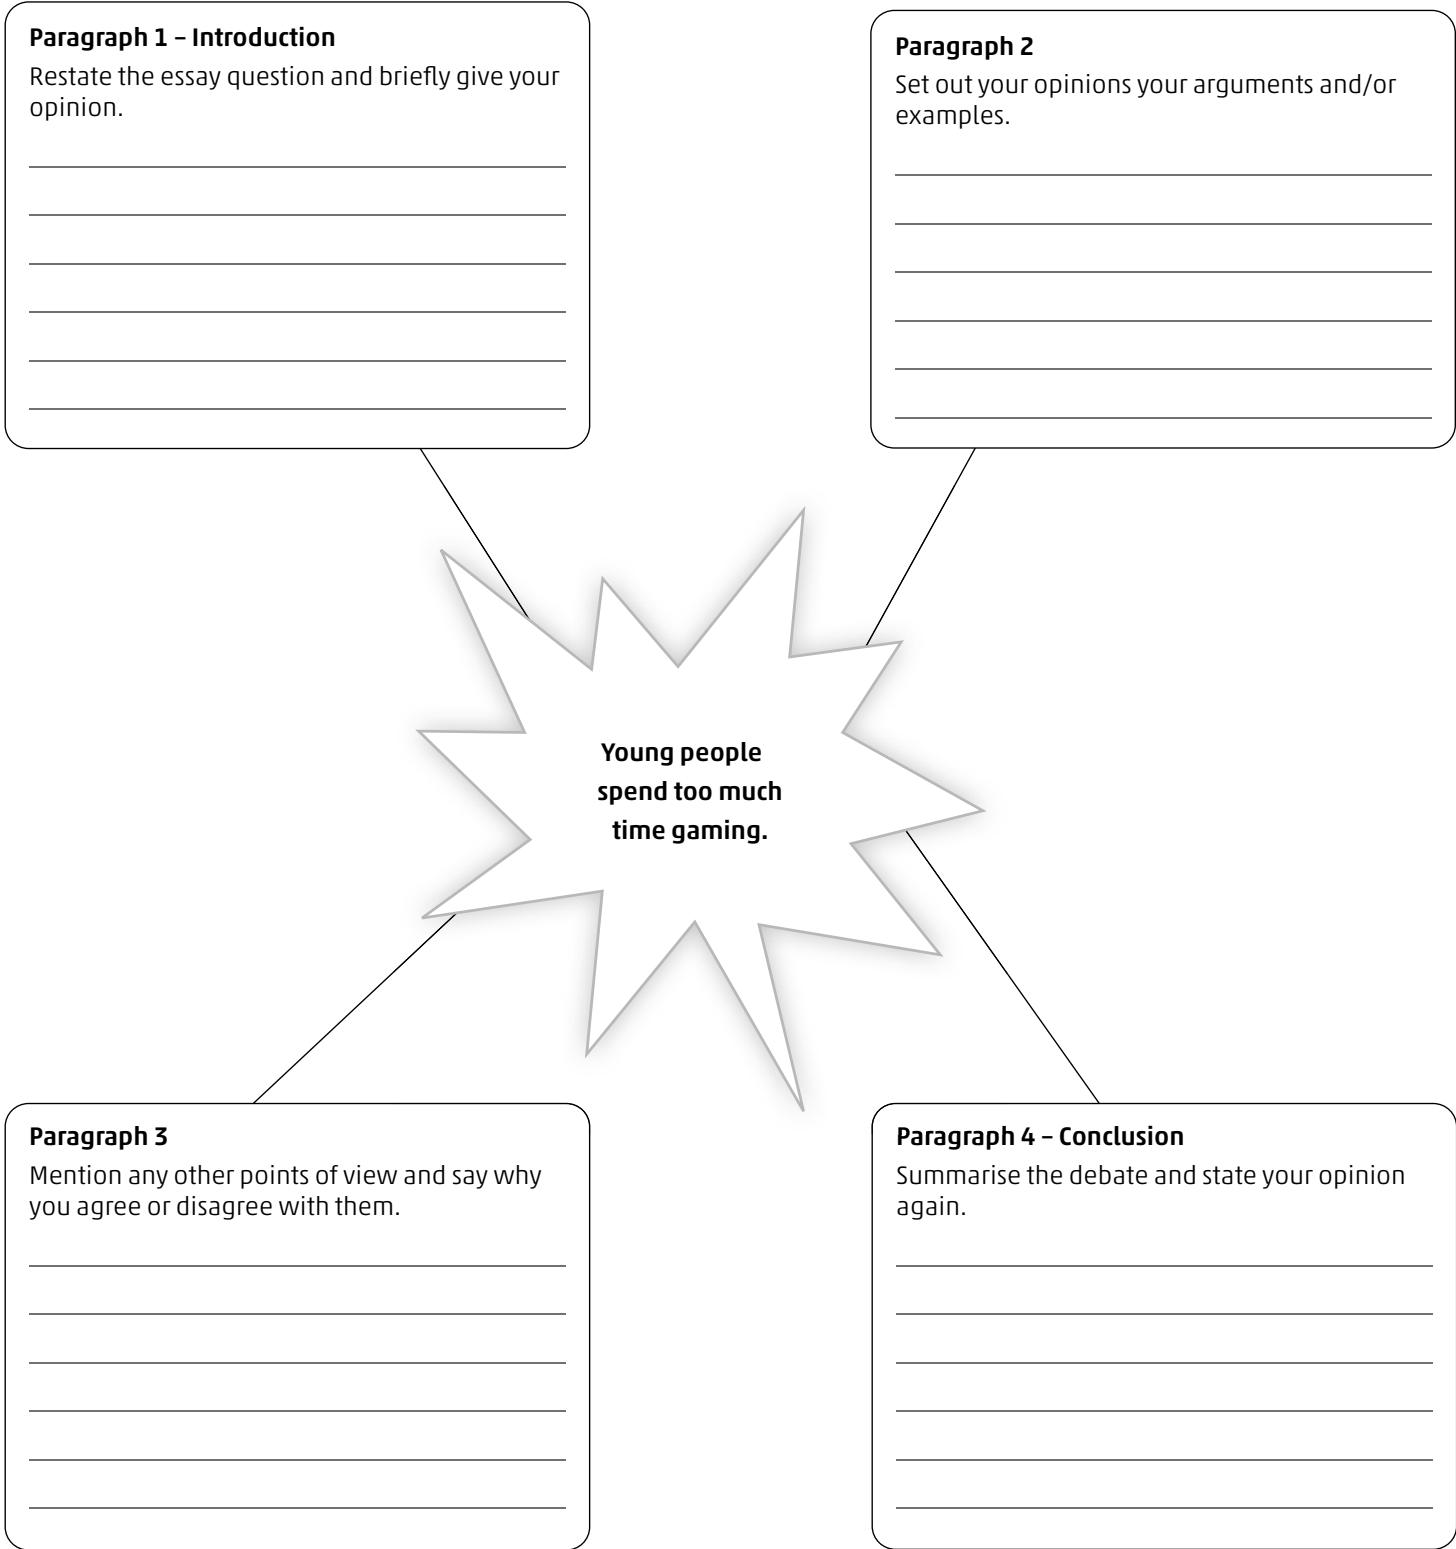 Paragraph 1 – Introduction
Restate the essay question and briefly give your
opinion.
Paragraph 2
Set out your opinions your arguments and/or
examples.
Young people
spend too much
time gaming.
Paragraph 3
Mention any other points of view and say why
you agree or disagree with them.
Paragraph 4 – Conclusion
Summarise the debate and state your opinion
again.